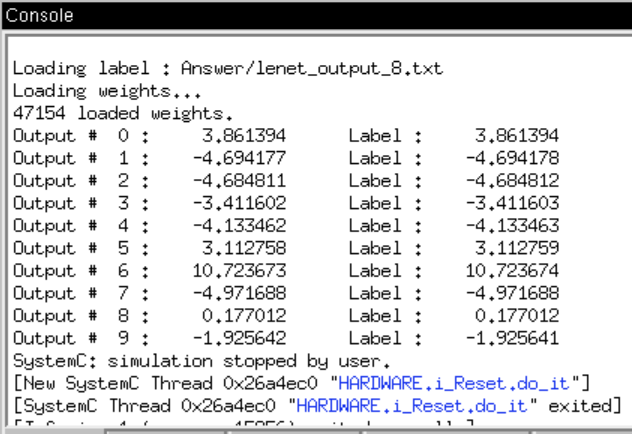 Console
Loading label : Answer/lenet_output_8.txt
Loading weights...
47154 loaded weights.
Output # 0 : 3.861394 Label : 3.861394
Output # 1 : -4.694177 Label : -4.694178
Output # 2 : -4.684811 Label : -4.684812
Output # 3 : -3.411602 Label : -3.411603
Output # 4 : -4.133462 Label : -4.133463
Output # 5 : 3.112758 Label : 3.112759
Output # 6 : 10.723673 Label : 10.723674
Output # 7 : -4.971688 Label : -4.971688
Output # 8 : 0.177012 Label : 0.177012
Output # 9 : -1.925642 Label : -1.925641
SystemC: simulation stopped by user.
[New SystemC Thread 0x26a4ec0 "HARDWARE.i_Reset.do_it"]
[SystemC Thread 0x26a4ec0 "HARDWARE.i_Reset.do_it" exited]